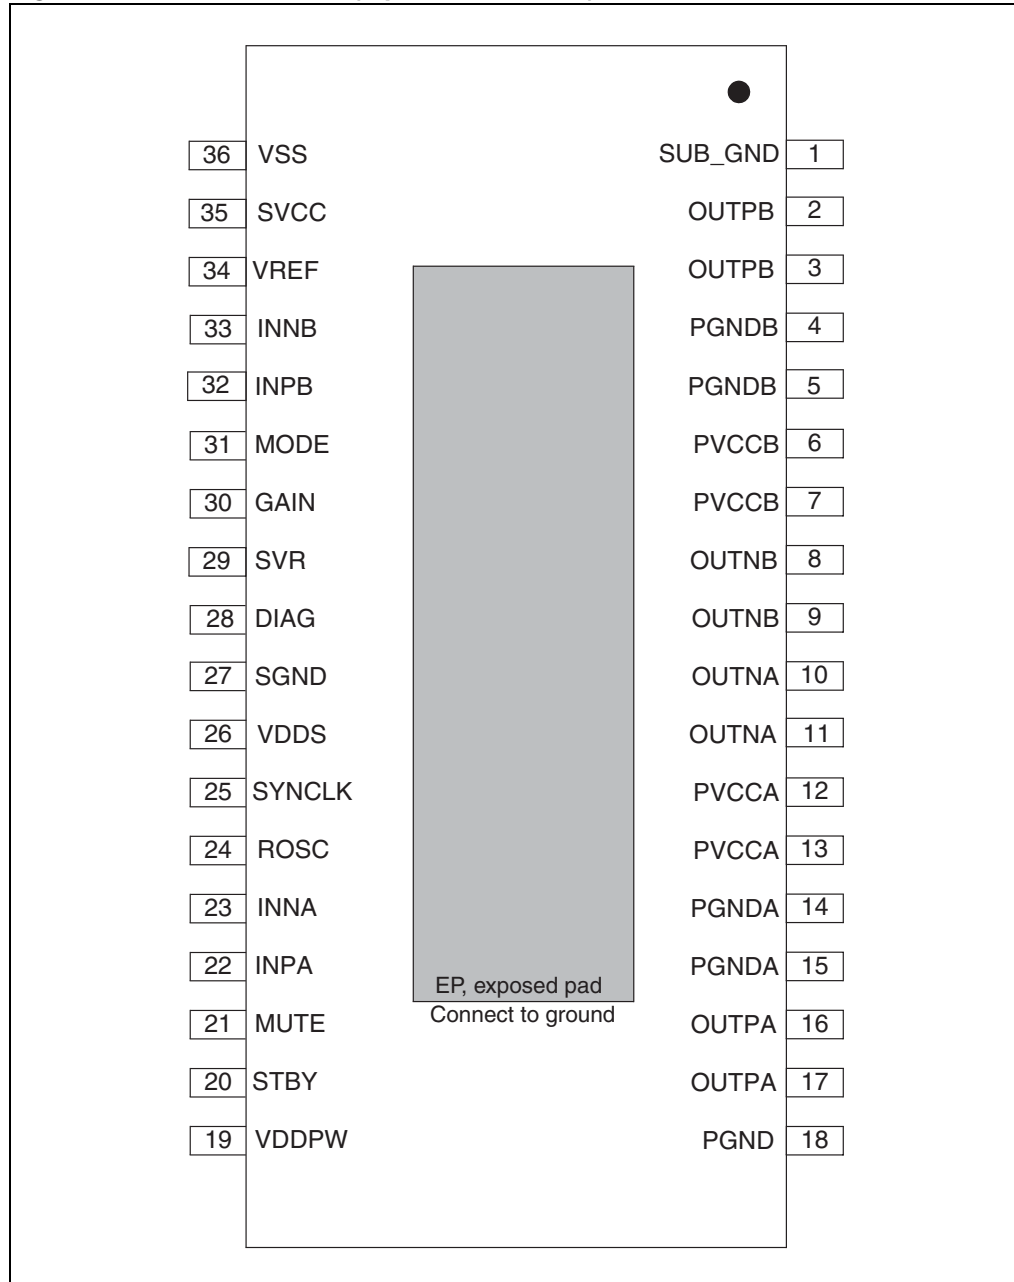 36 VSS SUB_GND 1
35 SVCC OUTPB 2
34 VREF OUTPB 3
33 INNB PGNDB 4
32 INPB PGNDB 5
31 MODE PVCCB 6
30 GAIN PVCCB 7
29 SVR OUTNB 8
28 DIAG OUTNB 9
27 SGND OUTNA 10
26 VDDS OUTNA 11
25 SYNCLK PVCCA 12
24 ROSC PVCCA 13
23 INNA PGNDA 14
22 INPA PGNDA 15
EP, exposed pad
Connect to ground
21 MUTE OUTPA 16
20 STBY OUTPA 17
19 VDDPW PGND 18